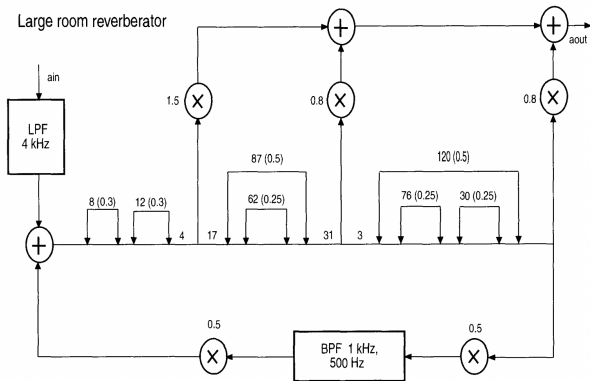 Large room reverberator
ain
LPF
4 kHz
1.5
0.8
0.8
aout
8 (0.3)
12 (0.3)
4
17
87 (0.5)
62 (0.25)
31
3
120 (0.5)
76 (0.25)
30 (0.25)
0.5
BPF 1 kHz,
500 Hz
0.5